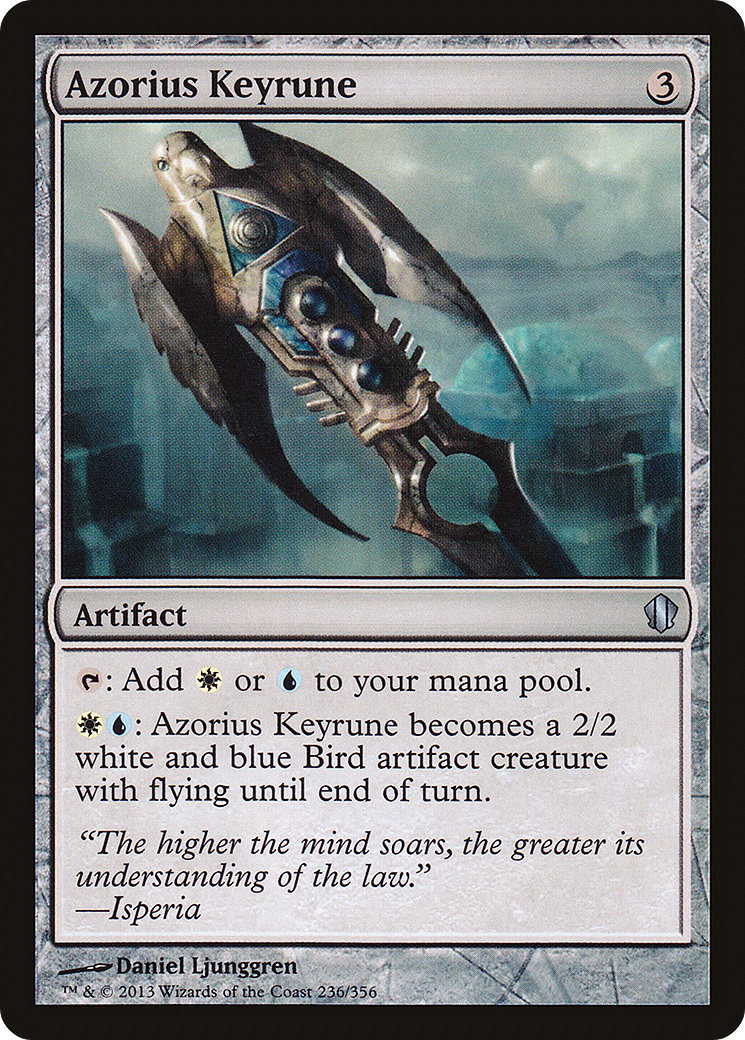 Azorius Keyrune 3
Artifact
: Add or to your mana pool.
: Azorius Keyrune becomes a 2/2
white and blue Bird artifact creature
with flying until end of turn.
“The higher the mind soars, the greater its
understanding of the law.”
—Isperia
Daniel Ljunggren
™ & © 2013 Wizards of the Coast 236/356